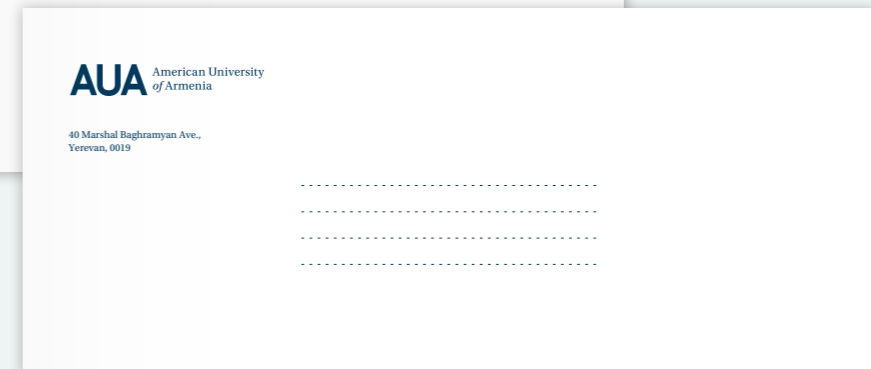 AUA
American University
of Armenia
40 Marshal Baghramyan Ave.,
Yerevan, 0019